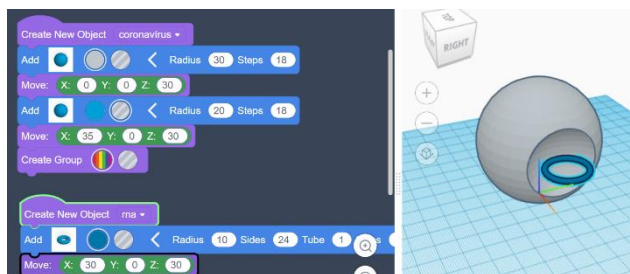 Create New Object coronavirus
Add Radius 30 Steps 18
Move: X: 0 Y: 0 Z: 30
Add Radius 20 Steps 18
Move: X: 35 Y: 0 Z: 30
Create Group
Create New Object rna
Add Radius 10 Sides 24 Tube 1
Move: X: 30 Y: 0 Z: 30
TOP
RIGHT